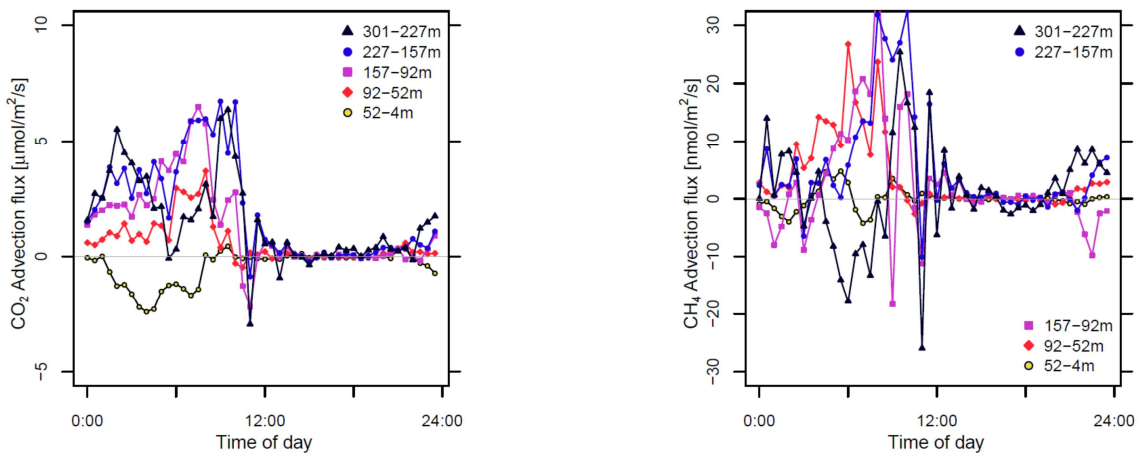 10
5
0
−5
CO2 Advection flux [μmol/m²/s]
301−227m
227−157m
157−92m
92−52m
52−4m
0:00
12:00
24:00
Time of day
30
20
10
0
−10
−20
−30
CH4 Advection flux [nmol/m²/s]
301−227m
227−157m
157−92m
92−52m
52−4m
0:00
12:00
24:00
Time of day